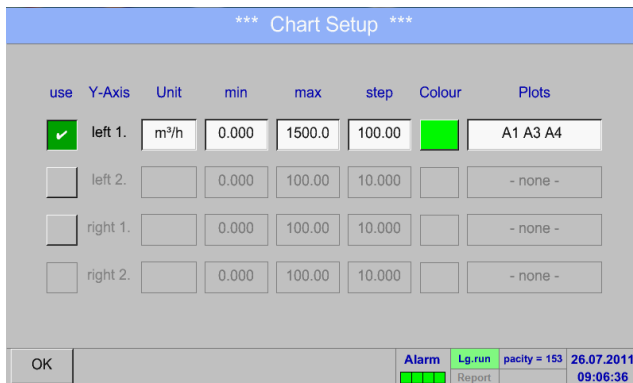 *** Chart Setup ***
use Y-Axis Unit min max step Colour Plots
left 1. m³/h 0.000 1500.0 100.00 A1 A3 A4
left 2. 0.000 100.00 10.000 - none -
right 1. 0.000 100.00 10.000 - none -
right 2. 0.000 100.00 10.000 - none -
OK Alarm Lg.run pacity = 153 26.07.2011
Report 09:06:36